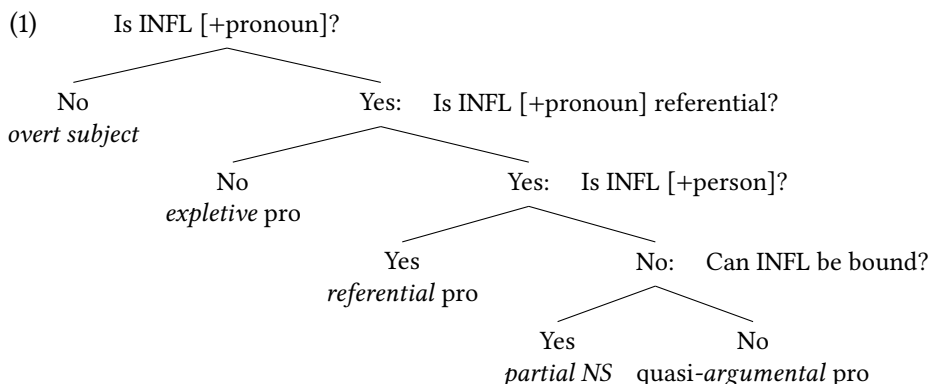 (1) Is INFL [+pronoun]?
No Yes: Is INFL [+pronoun] referential?
overt subject
No Yes: Is INFL [+person]?
expletive pro
Yes No: Can INFL be bound?
referential pro
Yes No
partial NS quasi-argumental pro